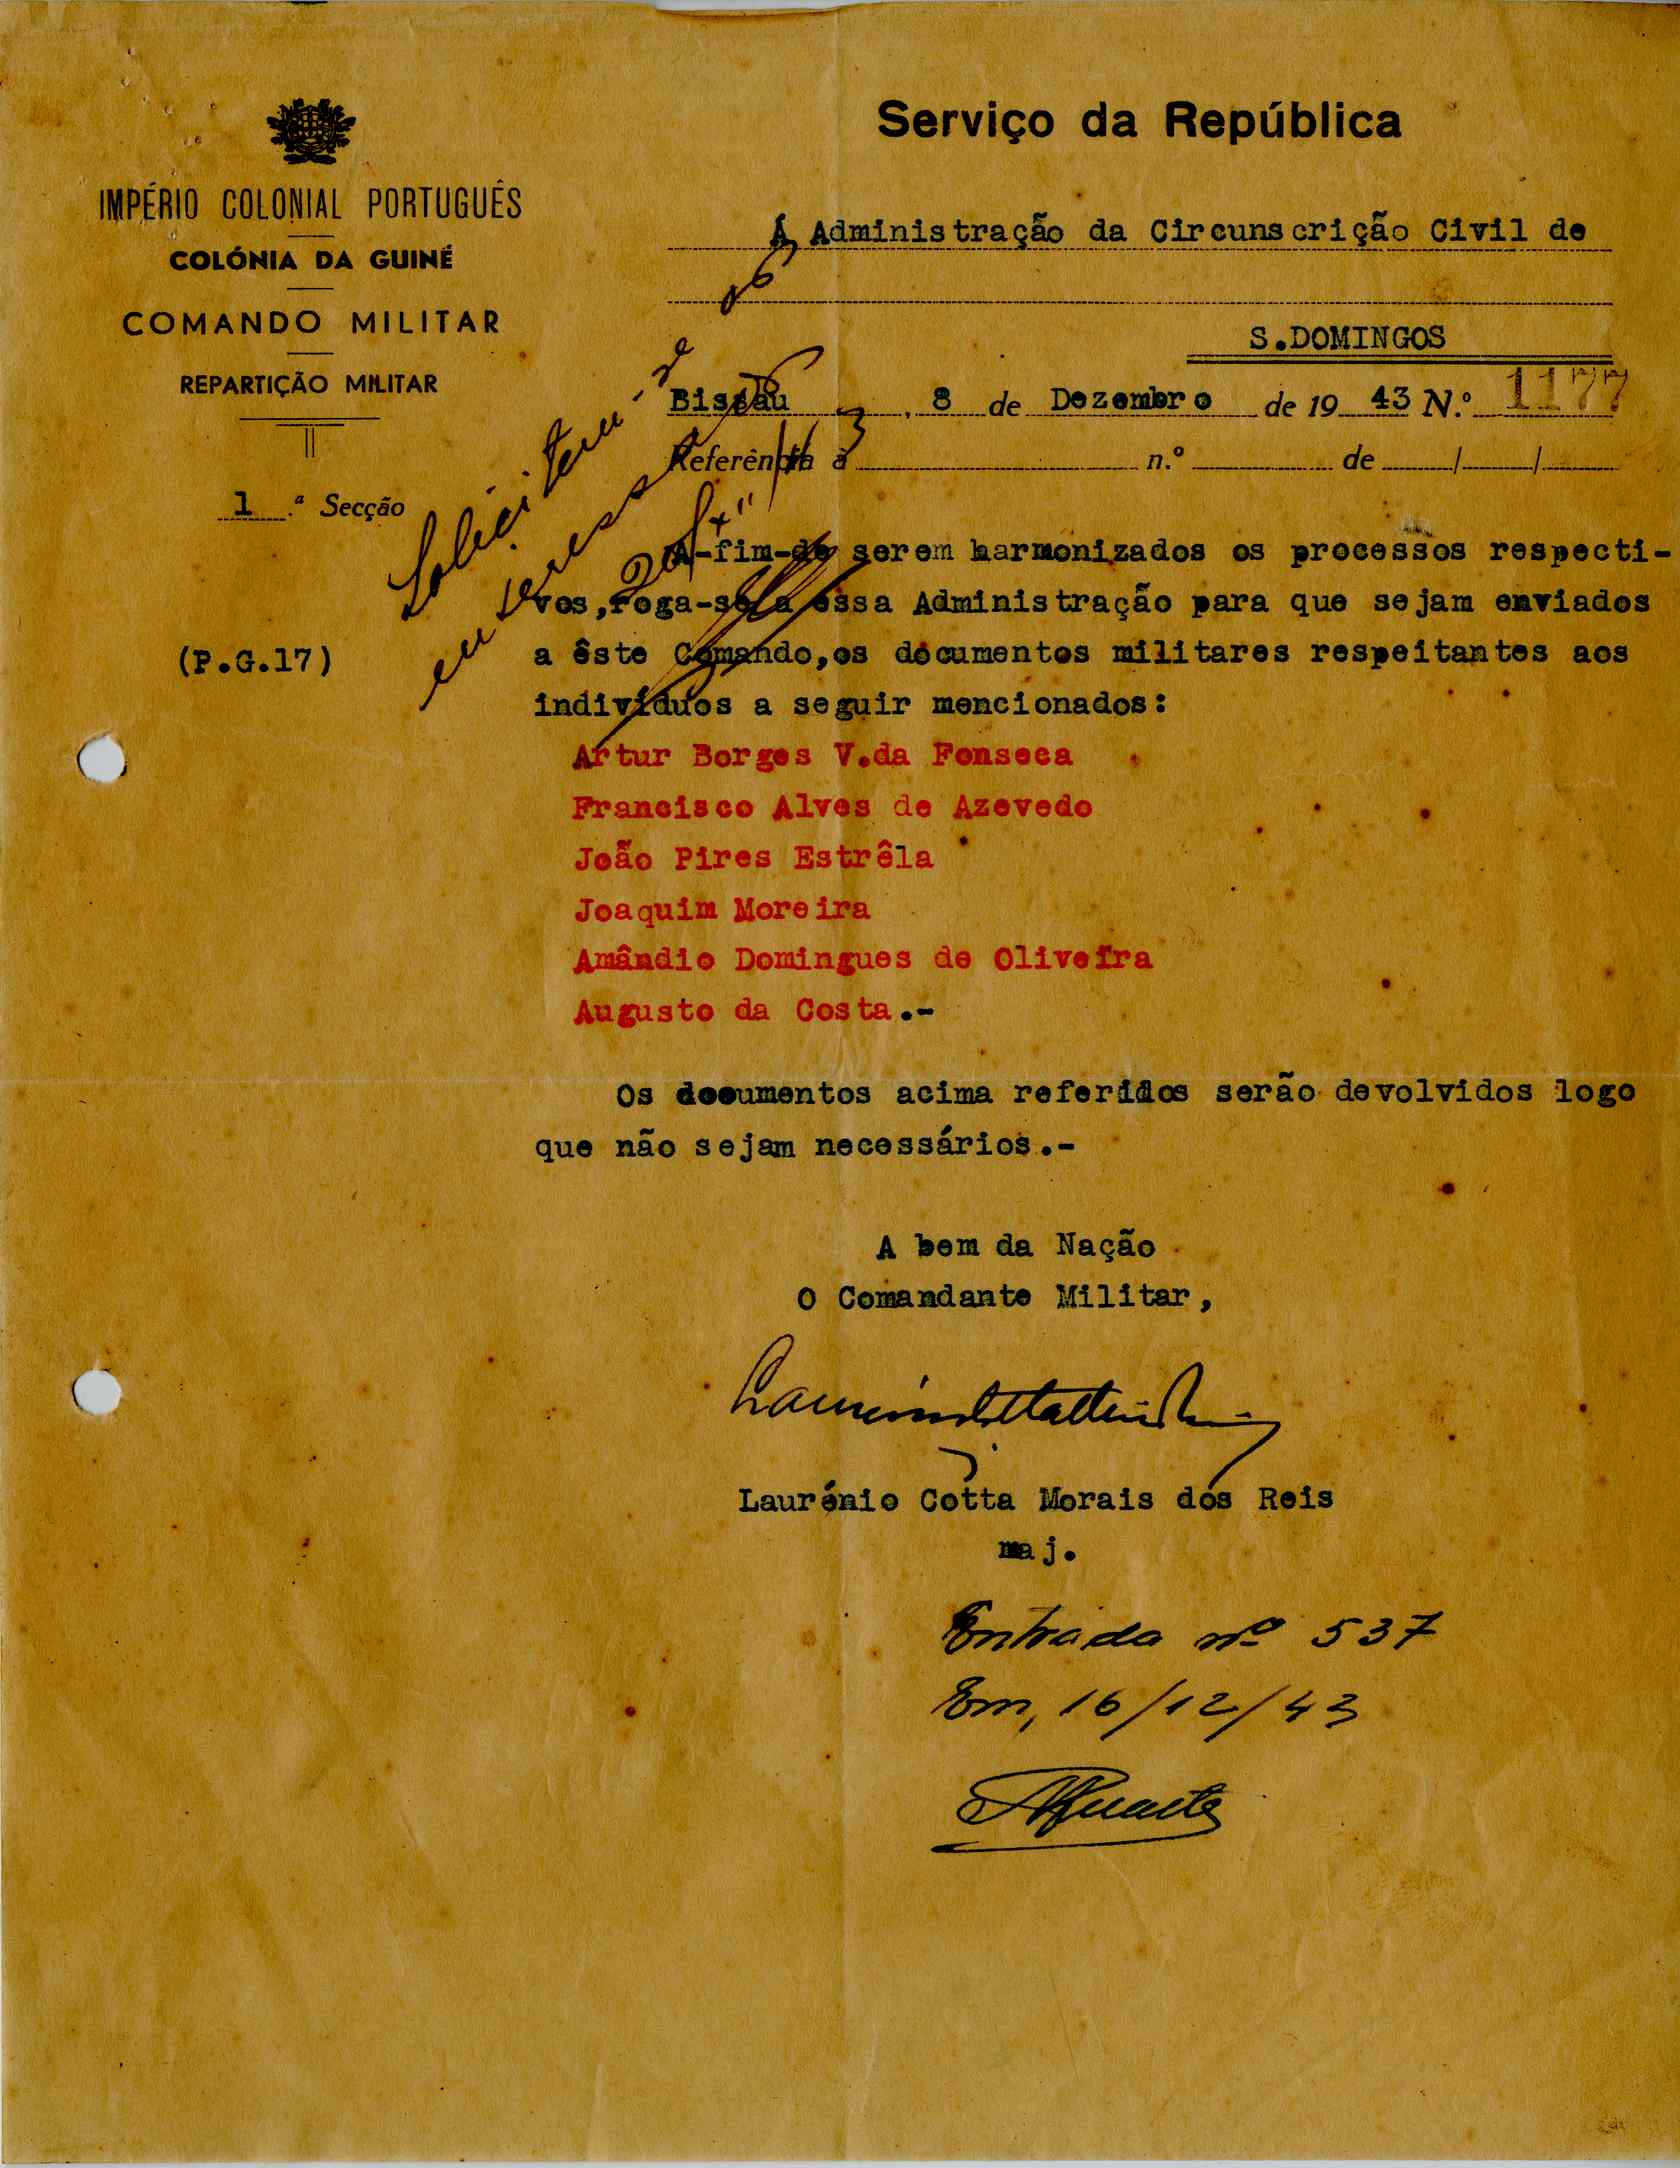 Serviço da República
IMPÉRIO COLONIAL PORTUGUÊS
COLÓNIA DA GUINÉ
COMANDO MILITAR
REPARTIÇÃO MILITAR
1.ª Secção
(P.G.17)
Á Administração da Circunscrição Civil de
S.DOMINGOS
Bissau, 8 de Dezembro de 1943 N.º 1177
Referência a n.º de / /
Solicitem-se os
A-fim-de serem harmonizados os processos respecti-
vos,roga-se a essa Administração para que sejam enviados
a êste Comando,os documentos militares respeitantes aos
individuos a seguir mencionados:
Artur Borges V.da Fonseca
Francisco Alves de Azevedo
João Pires Estrêla
Joaquim Moreira
Amândio Domingues de Oliveira
Augusto da Costa.-
Os documentos acima referidos serão devolvidos logo
que não sejam necessários.-
A bem da Nação
O Comandante Militar,
Laurénio Cotta Morais dos Reis
maj.
Entrada nº 537
Em, 16/12/43